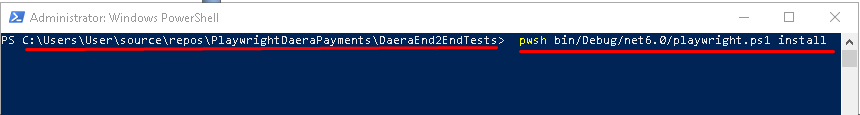 Administrator: Windows PowerShell
PS C:\Users\User\source\repos\PlaywrightDaeraPayments\DaeraEnd2EndTests> pwsh bin/Debug/net6.0/playwright.ps1 install